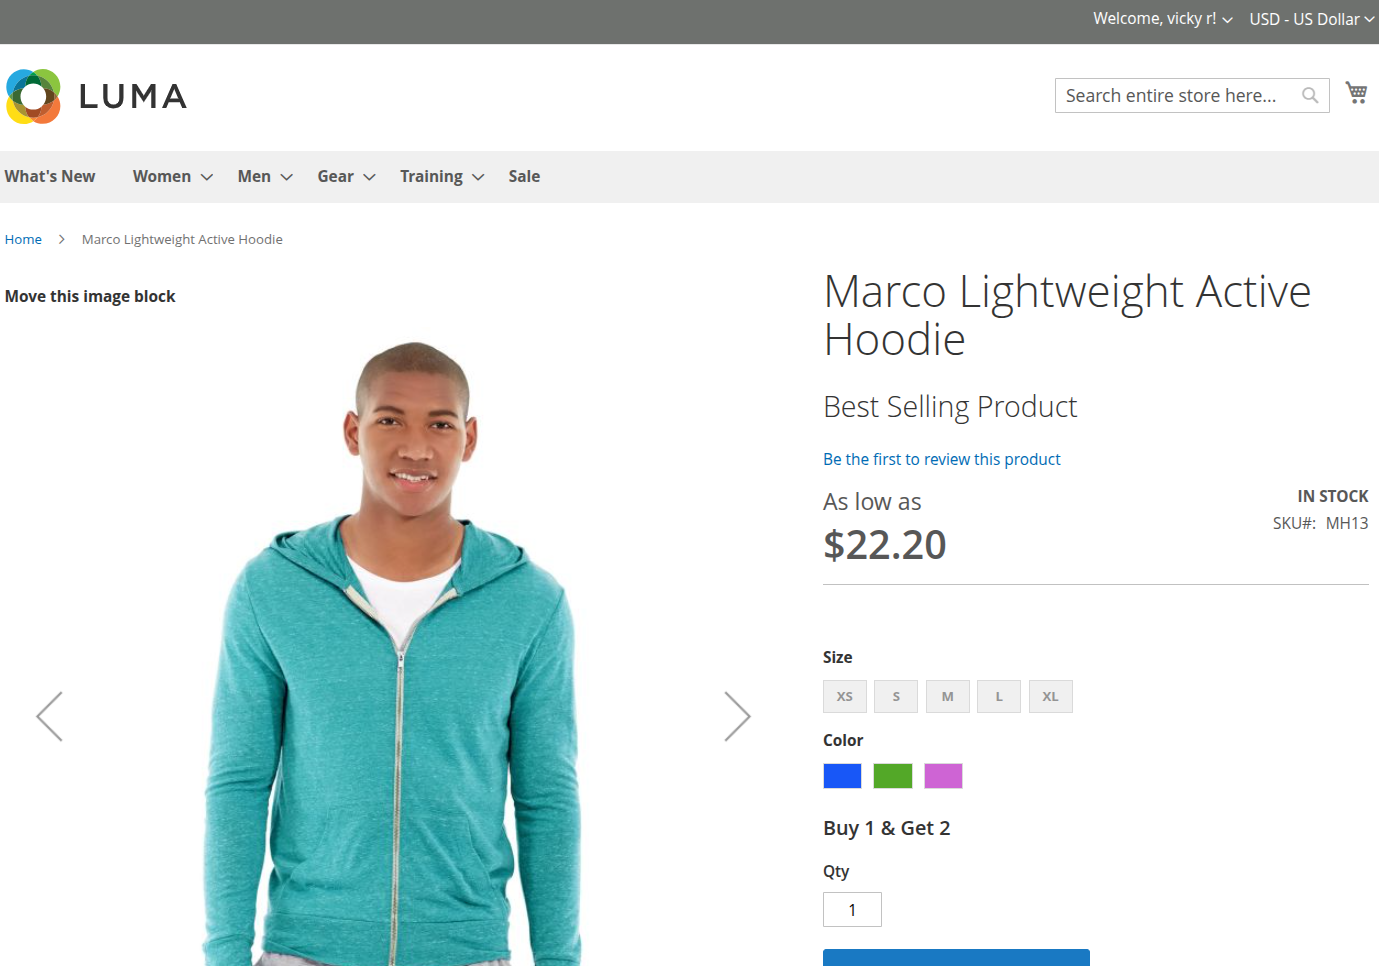 Welcome, vicky r! USD - US Dollar
LUMA
Search entire store here...
What's New Women Men Gear Training Sale
Home Marco Lightweight Active Hoodie
Move this image block
Marco Lightweight Active
Hoodie
Best Selling Product
Be the first to review this product
As low as
$22.20
IN STOCK
SKU#: MH13
Size
XS S M L XL
Color
Buy 1 & Get 2
Qty
1